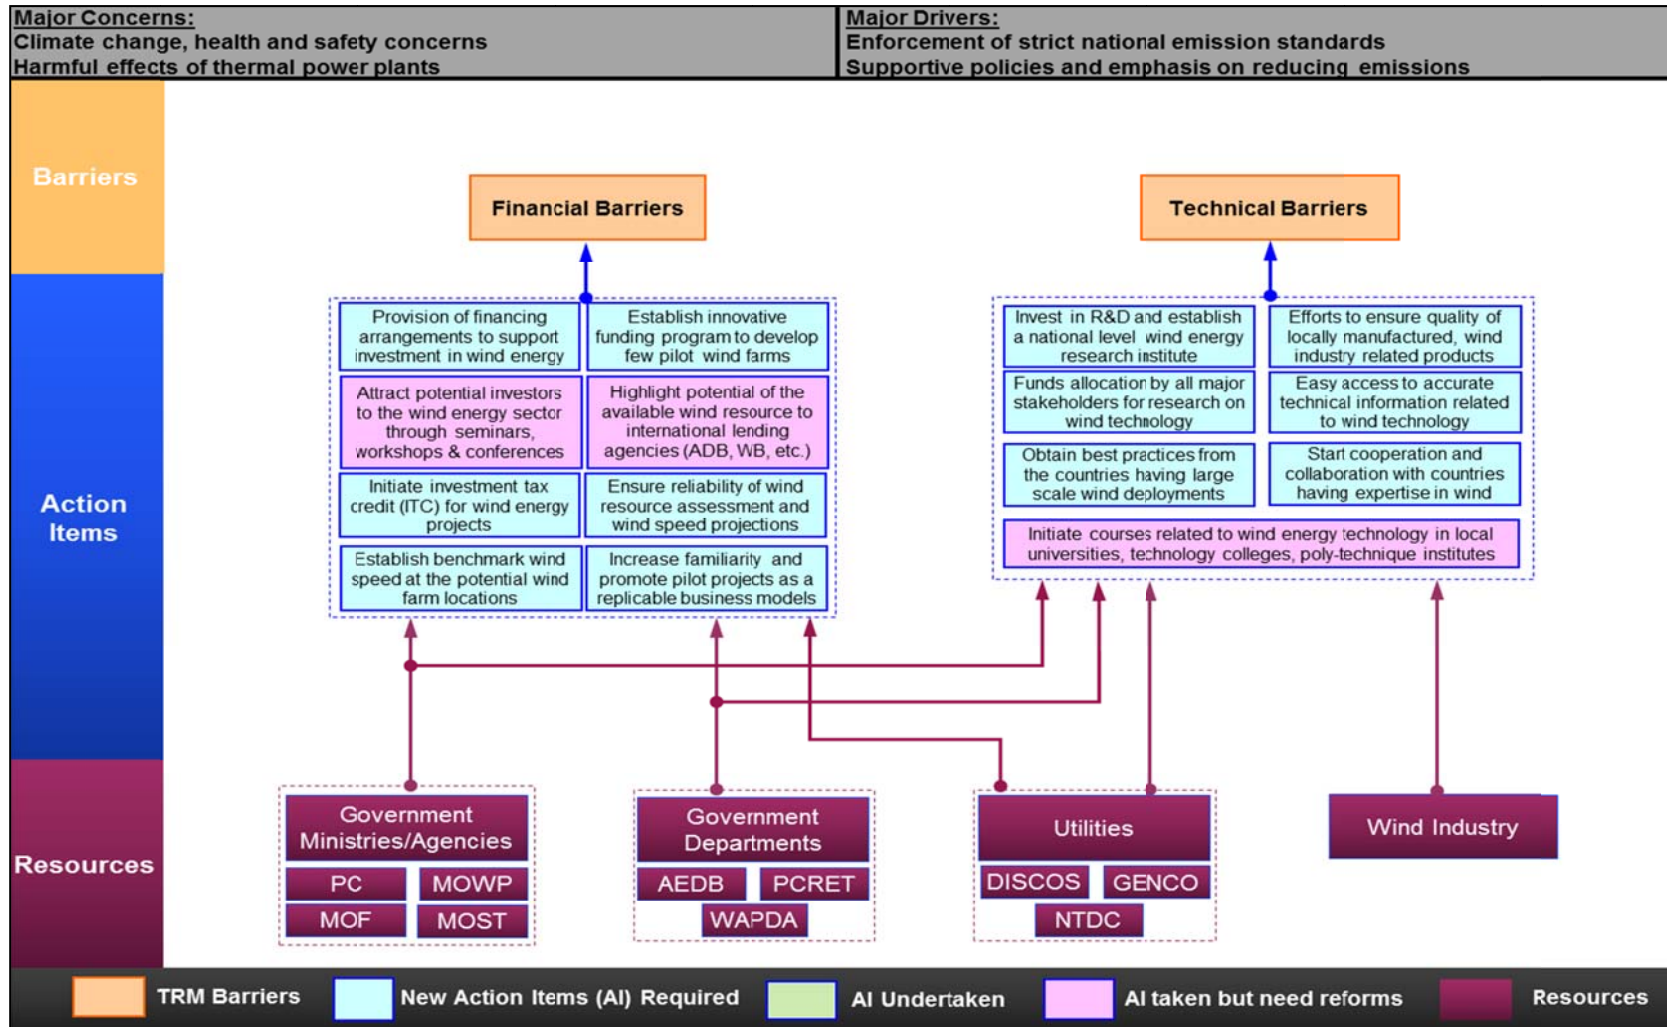 Major Concerns:
Climate change, health and safety concerns
Harmful effects of thermal power plants
Major Drivers:
Enforcement of strict national emission standards
Supportive policies and emphasis on reducing emissions
Barriers
Financial Barriers
Technical Barriers
Action
Items
Provision of financing
arrangements to support
investment in wind energy
Establish innovative
funding program to develop
few pilot wind farms
Attract potential investors
to the wind energy sector
through seminars,
workshops & conferences
Highlight potential of the
available wind resource to
international lending
agencies (ADB, WB, etc.)
Initiate investment tax
credit (ITC) for wind energy
projects
Ensure reliability of wind
resource assessment and
wind speed projections
Establish benchmark wind
speed at the potential wind
farm locations
Increase familiarity and
promote pilot projects as a
replicable business models
Invest in R&D and establish
a national level wind energy
research institute
Efforts to ensure quality of
locally manufactured, wind
industry related products
Funds allocation by all major
stakeholders for research on
wind technology
Easy access to accurate
technical information related
to wind technology
Obtain best practices from
the countries having large
scale wind deployments
Start cooperation and
collaboration with countries
having expertise in wind
Initiate courses related to wind energy technology in local
universities, technology colleges, poly-technique institutes
Resources
Government
Ministries/Agencies
PC
MOWP
MOF
MOST
Government
Departments
AEDB
PCRET
WAPDA
Utilities
DISCOS
GENCO
NTDC
Wind Industry
TRM Barriers
New Action Items (AI) Required
AI Undertaken
AI taken but need reforms
Resources